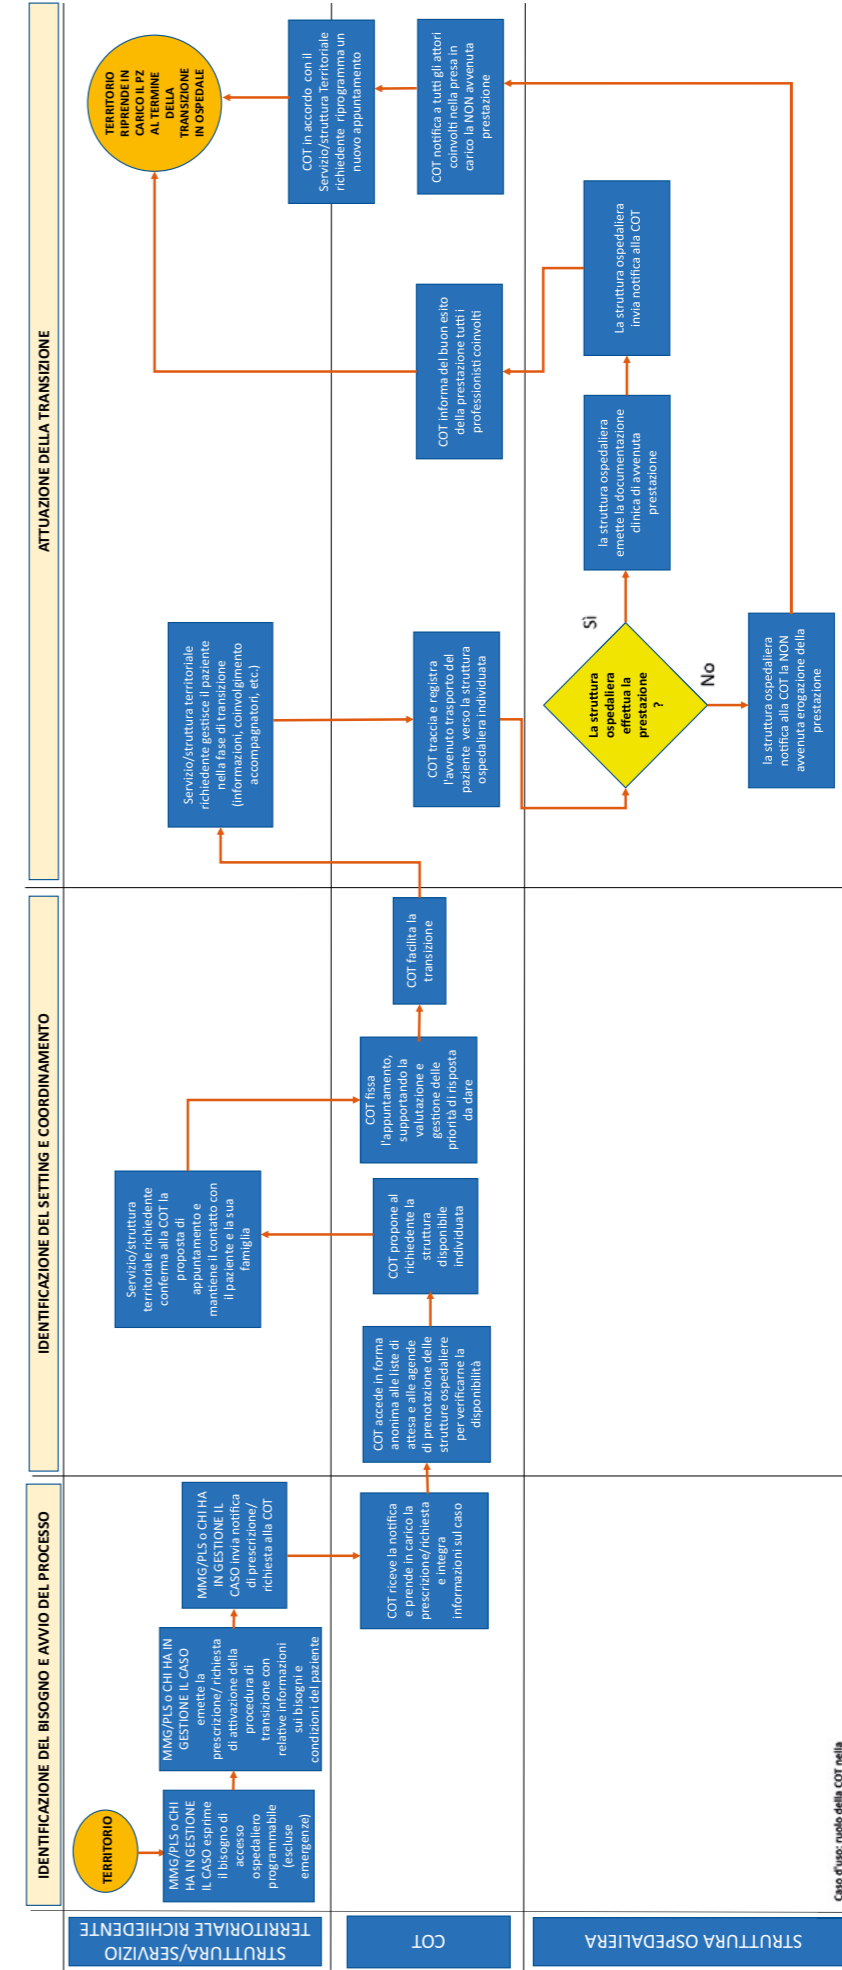 IDENTIFICAZIONE DEL BISOGNO E AVVIO DEL PROCESSO
IDENTIFICAZIONE DEL SETTING E COORDINAMENTO
ATTUAZIONE DELLA TRANSIZIONE
STRUTTURA/SERVIZIO
TERRITORIALE RICHIEDENTE
TERRITORIO
MMG/PLS o CHI
HA IN GESTIONE
IL CASO esprime
il bisogno di
accesso
ospedaliero
programmabile
(escluse
emergenze)
MMG/PLS o CHI HA IN
GESTIONE IL CASO
emette la
prescrizione/ richiesta
di attivazione della
procedura di
transizione con
relative informazioni
sui bisogni e
condizioni del paziente
MMG/PLS o CHI HA
IN GESTIONE IL
CASO invia notifica
di prescrizione/
richiesta alla COT
Servizio/struttura
territoriale richiedente
conferma alla COT la
proposta di
appuntamento e
mantiene il contatto con
il paziente e la sua
famiglia
Servizio/struttura territoriale
richiedente gestisce il paziente
nella fase di transizione
(informazioni, coinvolgimento
accompagnatori, etc.)
TERRITORIO
RIPRENDE IN
CARICO IL PZ
AL TERMINE
DELLA
TRANSIZIONE
IN OSPEDALE
COT in accordo con il
Servizio/struttura Territoriale
richiedente riprogramma un
nuovo appuntamento
COT
COT riceve la notifica
e prende in carico la
prescrizione/richiesta
e integra
informazioni sul caso
COT accede in forma
anonima alle liste di
attesa e alle agende
di prenotazione delle
strutture ospedaliere
per verificarne la
disponibilità
COT propone al
richiedente la
struttura
disponibile
individuata
COT fissa
l'appuntamento,
supportando la
valutazione e
gestione delle
priorità di risposta
da dare
COT facilita la
transizione
COT traccia e registra
l'avvenuto trasporto del
paziente verso la struttura
ospedaliera individuata
COT informa del buon esito
della prestazione tutti i
professionisti coinvolti
COT notifica a tutti gli attori
coinvolti nella presa in
carico la NON avvenuta
prestazione
STRUTTURA OSPEDALIERA
La struttura
ospedaliera
effettua la
prestazione
?
Sì
No
la struttura ospedaliera
emette la documentazione
clinica di avvenuta
prestazione
La struttura ospedaliera
invia notifica alla COT
la struttura ospedaliera
notifica alla COT la NON
avvenuta erogazione della
prestazione
Caso d'uso: ruolo della COT nella